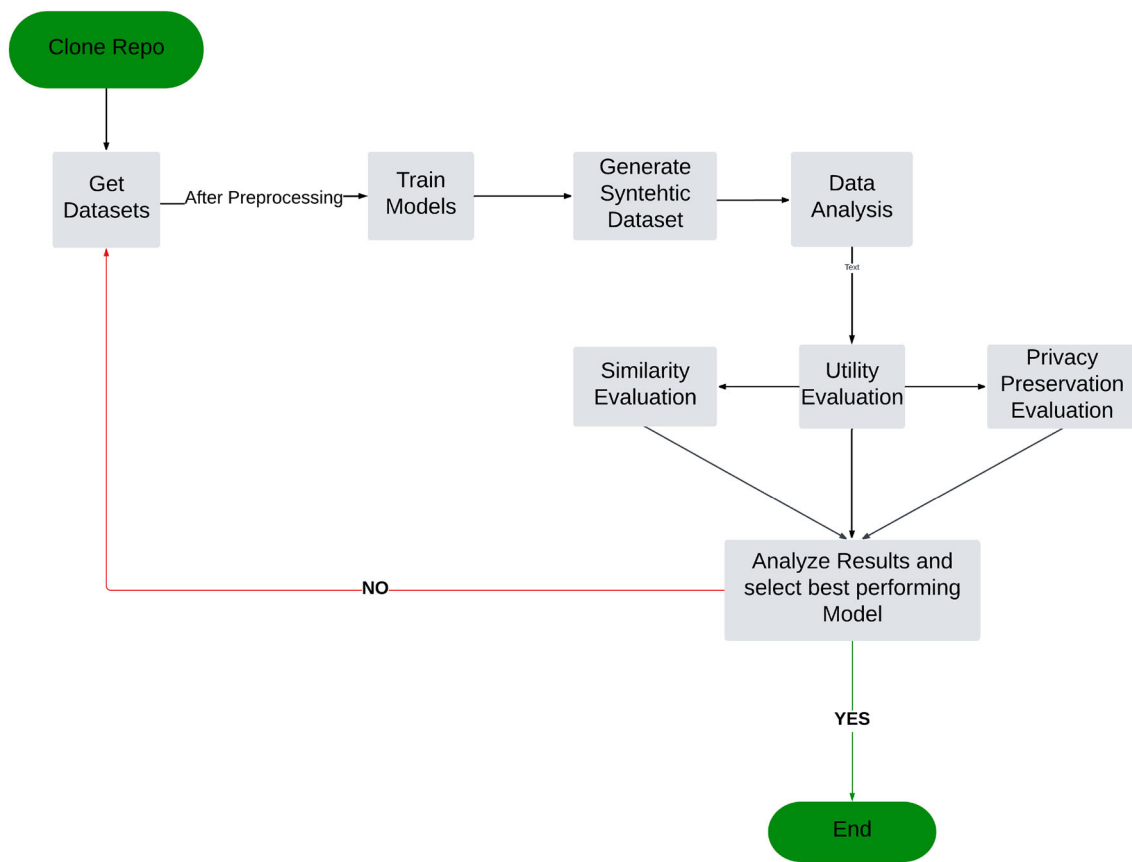 Clone Repo
Get
Datasets
After Preprocessing
Train
Models
Generate
Syntehtic
Dataset
Data
Analysis
Text
Similarity
Evaluation
Utility
Evaluation
Privacy
Preservation
Evaluation
Analyze Results and
select best performing
Model
NO
YES
End